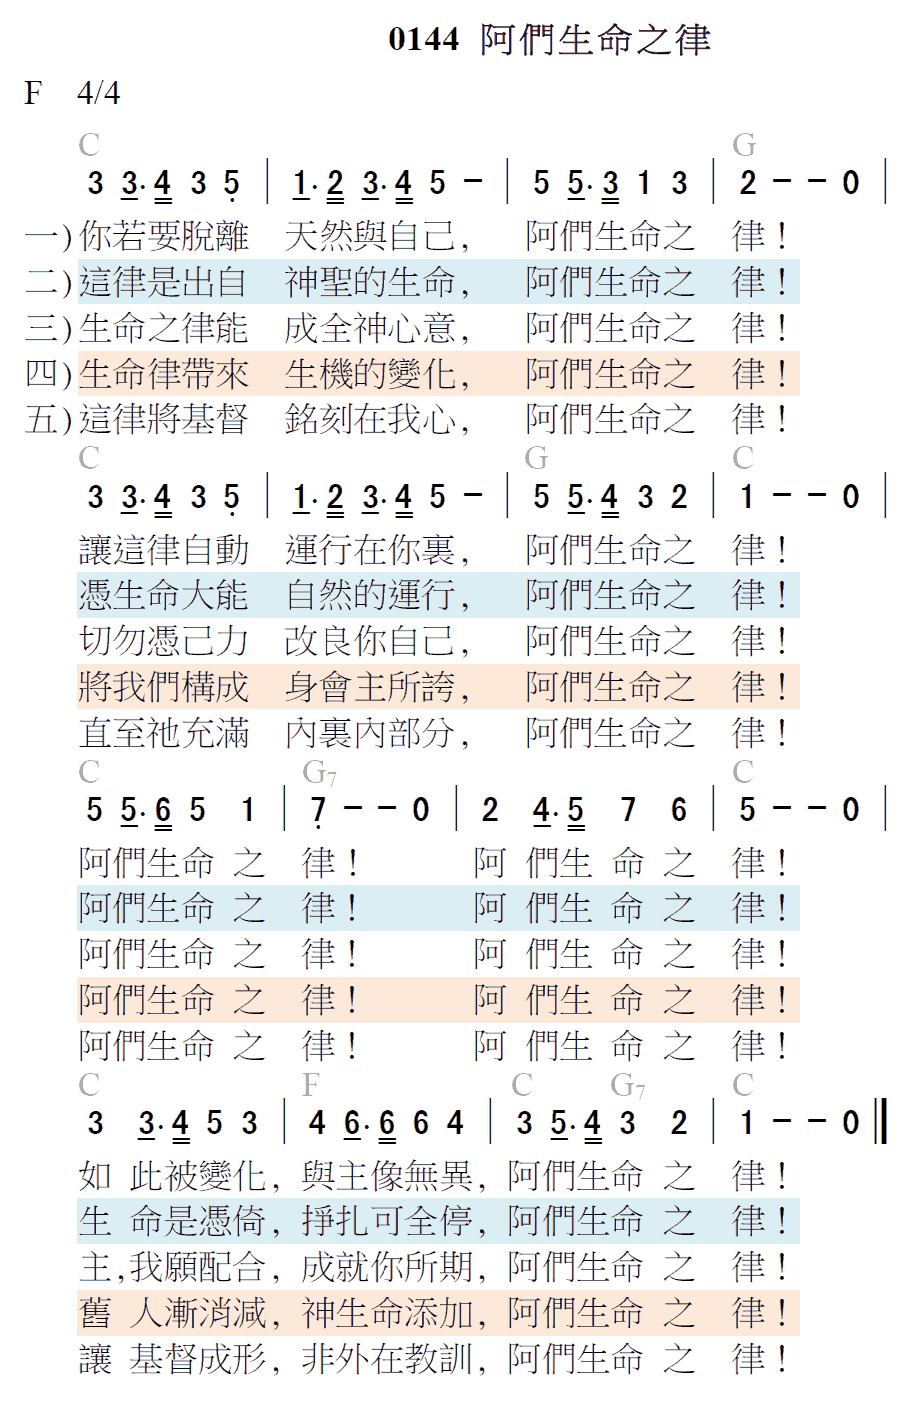 0144 阿們生命之律
F 4/4
C G
3 3· 4 3 5 | 1· 2 3· 4 5 － | 5 5· 3 1 3 | 2 － － 0 |
一)你若要脫離 天然與自己, 阿們生命之 律！
二)這律是出自 神聖的生命, 阿們生命之 律！
三)生命之律能 成全神心意, 阿們生命之 律！
四)生命律帶來 生機的變化, 阿們生命之 律！
五)這律將基督 銘刻在我心, 阿們生命之 律！
C G C
3 3· 4 3 5 | 1· 2 3· 4 5 － | 5 5· 4 3 2 | 1 － － 0 |
讓這律自動 運行在你裏, 阿們生命之 律！
憑生命大能 自然的運行, 阿們生命之 律！
切勿憑己力 改良你自己, 阿們生命之 律！
將我們構成 身會主所誇, 阿們生命之 律！
直至祂充滿 內裏內部分, 阿們生命之 律！
C G7 C
5 5· 6 5 1 | 7 － － 0 | 2 4· 5 7 6 | 5 － － 0 |
阿們生命 之 律！ 阿 們生 命 之 律！
阿們生命 之 律！ 阿 們生 命 之 律！
阿們生命 之 律！ 阿 們生 命 之 律！
阿們生命 之 律！ 阿 們生 命 之 律！
阿們生命 之 律！ 阿 們生 命 之 律！
C F C G7 C
3 3· 4 5 3 | 4 6· 6 6 4 | 3 5· 4 3 2 | 1 － － 0 ‖
如 此被變化, 與主像無異, 阿們生命 之 律！
生 命是憑倚, 掙扎可全停, 阿們生命 之 律！
主,我願配合, 成就你所期, 阿們生命 之 律！
舊 人漸消減, 神生命添加, 阿們生命 之 律！
讓 基督成形, 非外在教訓, 阿們生命 之 律！